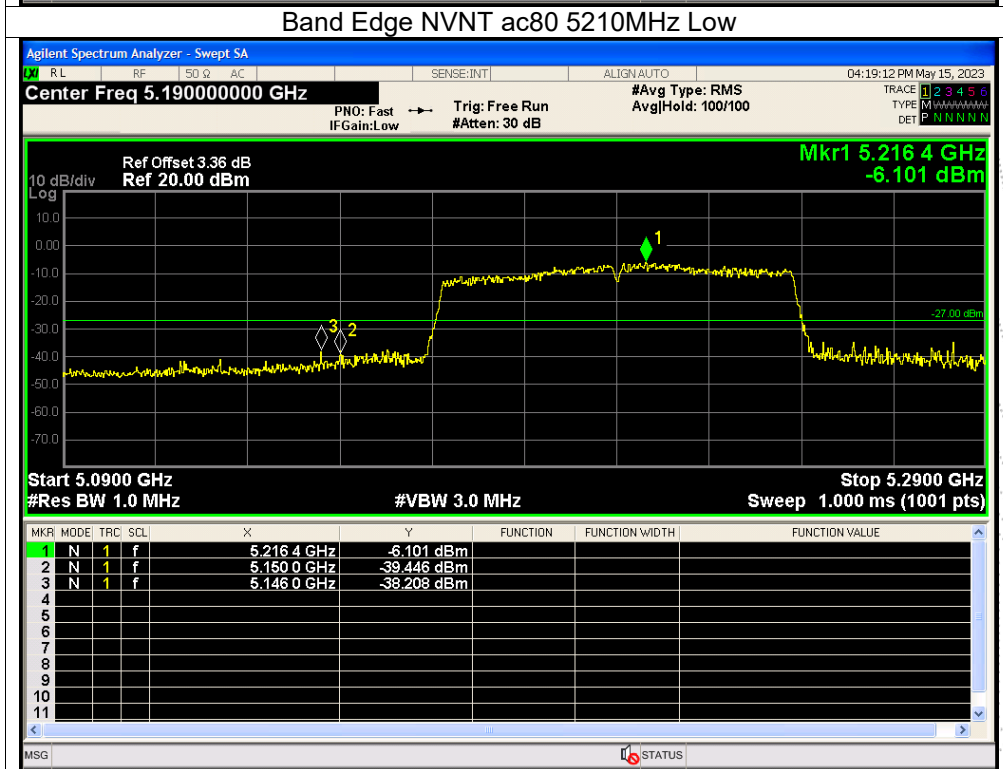 Band Edge NVNT ac80 5210MHz Low
Agilent Spectrum Analyzer - Swept SA
LXI RL RF 50 Ω AC SENSE:INT ALIGN AUTO 04:19:12 PM May 15, 2023
Center Freq 5.190000000 GHz #Avg Type: RMS TRACE 1 2 3 4 5 6
PNO: Fast Trig: Free Run Avg|Hold: 100/100 TYPE M
IFGain:Low #Atten: 30 dB DET P N N N N N
Mkr1 5.216 4 GHz
Ref Offset 3.36 dB
10 dB/div Ref 20.00 dBm -6.101 dBm
Log
10.0
0.00
1
-10.0
-20.0
-27.00 dBm
-30.0
3 2
-40.0
-50.0
-60.0
-70.0
Start 5.0900 GHz Stop 5.2900 GHz
#Res BW 1.0 MHz #VBW 3.0 MHz Sweep 1.000 ms (1001 pts)
MKR MODE TRC SCL X Y FUNCTION FUNCTION WIDTH FUNCTION VALUE
1 N 1 f 5.216 4 GHz -6.101 dBm
2 N 1 f 5.150 0 GHz -39.446 dBm
3 N 1 f 5.146 0 GHz -38.208 dBm
4
5
6
7
8
9
10
11
MSG STATUS